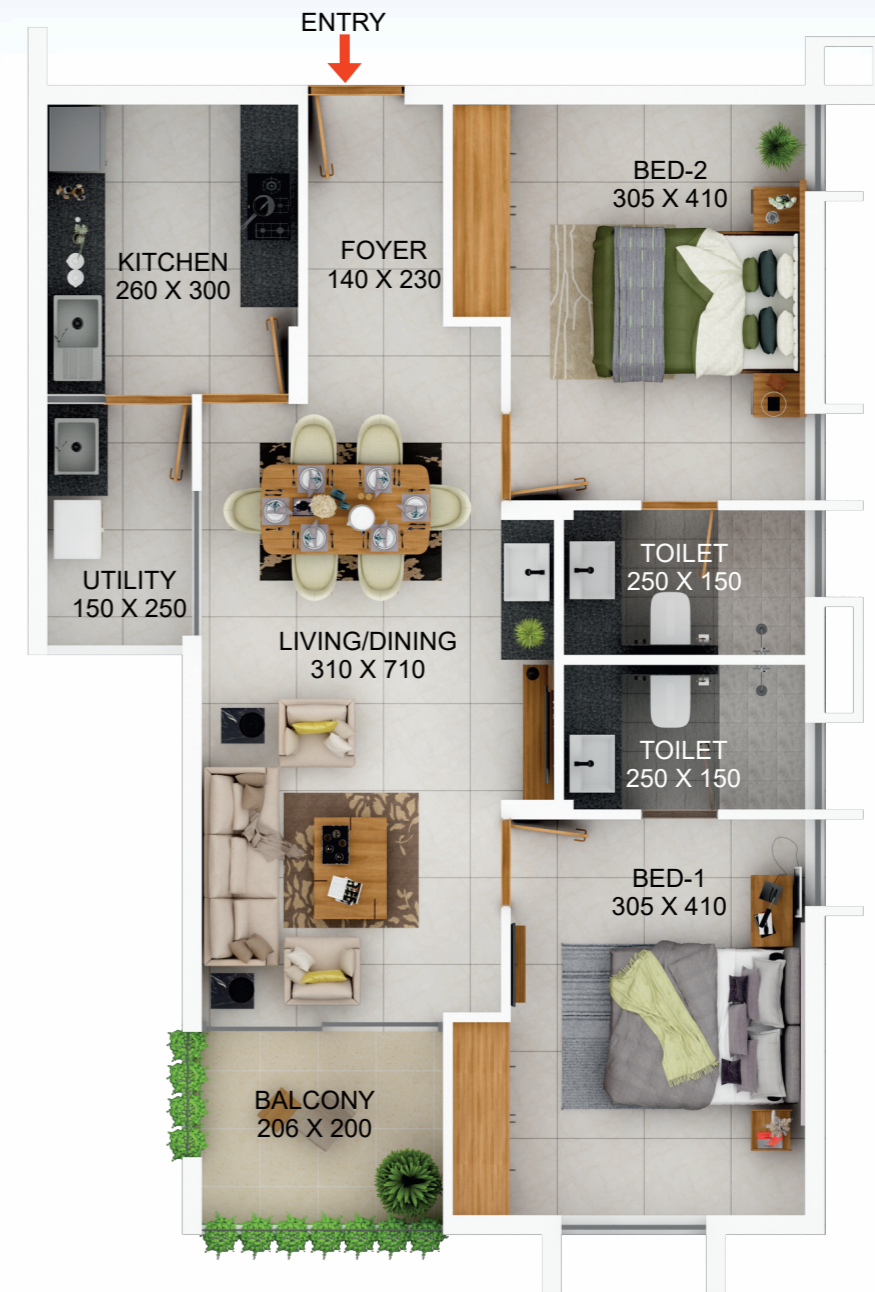 ENTRY
BED-2
305 X 410
FOYER
140 X 230
KITCHEN
260 X 300
TOILET
250 X 150
UTILITY
150 X 250
LIVING/DINING
310 X 710
TOILET
250 X 150
BED-1
305 X 410
BALCONY
206 X 200